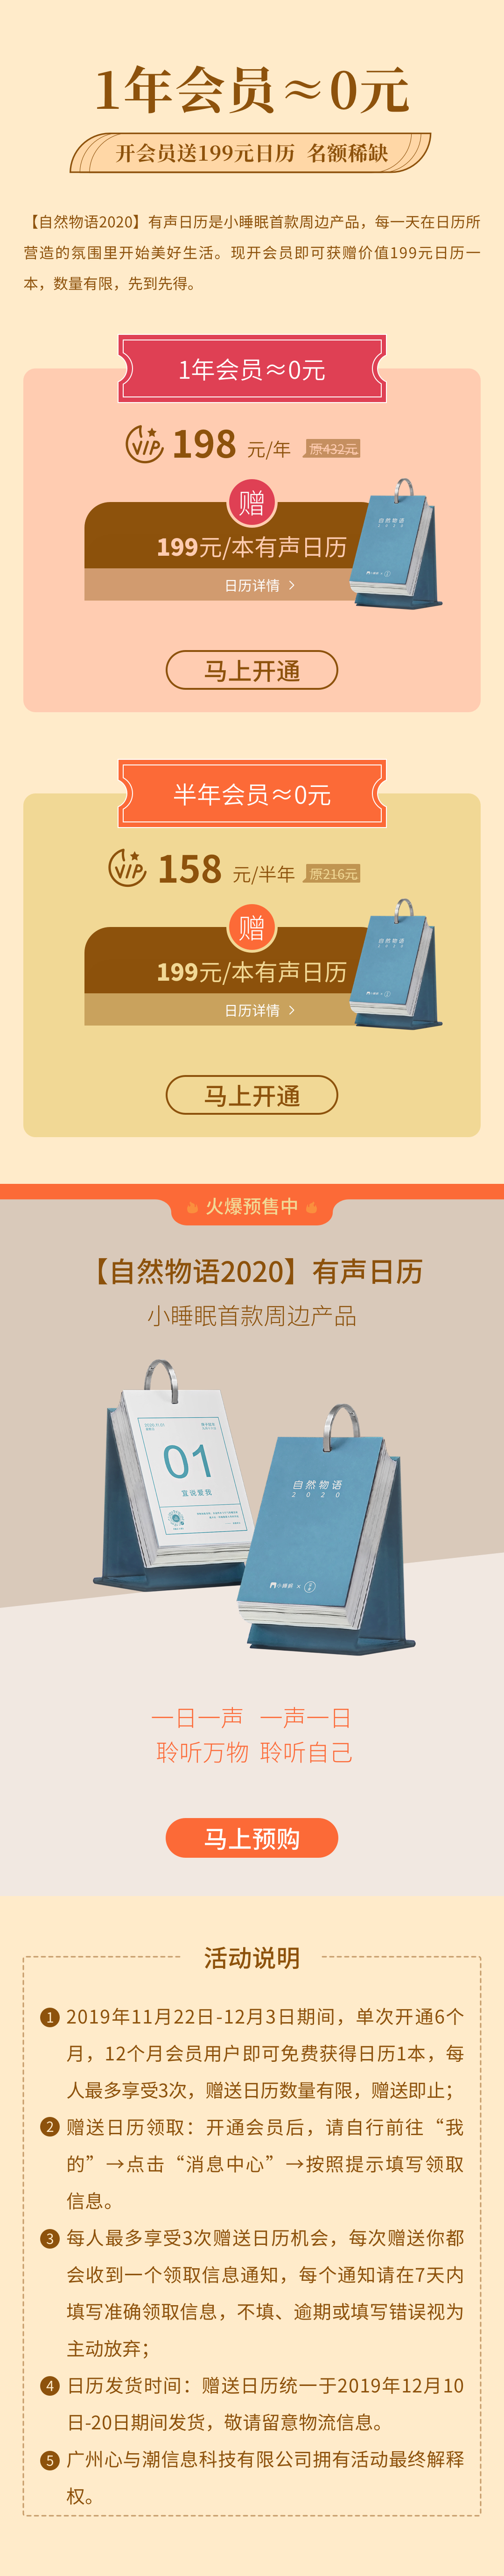 1年会员≈0元
开会员送199元日历 名额稀缺
【自然物语2020】有声日历是小睡眠首款周边产品，每一天在日历所
营造的氛围里开始美好生活。现开会员即可获赠价值199元日历一
本，数量有限，先到先得。
1年会员≈0元
VIP 198 元/年 原432元
赠
199元/本有声日历
自然物语
2020
日历详情 >
马上开通
半年会员≈0元
VIP 158 元/半年 原216元
赠
199元/本有声日历
自然物语
2020
日历详情 >
马上开通
火爆预售中
【自然物语2020】有声日历
小睡眠首款周边产品
01
直说爱我
自然物语
2020
小睡眠 ×
一日一声 一声一日
聆听万物 聆听自己
马上预购
活动说明
1 2019年11月22日-12月3日期间，单次开通6个
月，12个月会员用户即可免费获得日历1本，每
人最多享受3次，赠送日历数量有限，赠送即止；
2 赠送日历领取：开通会员后，请自行前往“我
的”→点击“消息中心”→按照提示填写领取
信息。
3 每人最多享受3次赠送日历机会，每次赠送你都
会收到一个领取信息通知，每个通知请在7天内
填写准确领取信息，不填、逾期或填写错误视为
主动放弃；
4 日历发货时间：赠送日历统一于2019年12月10
日-20日期间发货，敬请留意物流信息。
5 广州心与潮信息科技有限公司拥有活动最终解释
权。